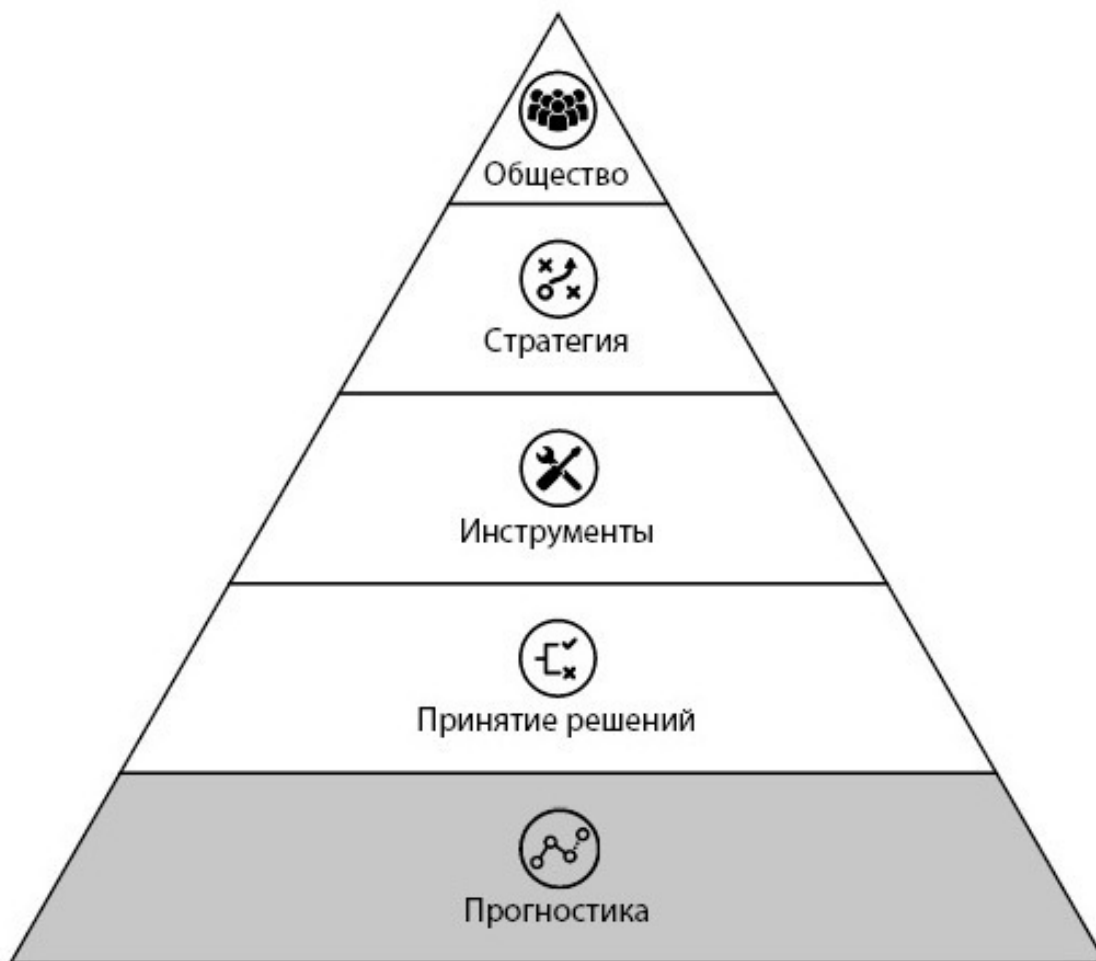 Общество
Стратегия
Инструменты
Принятие решений
Прогностика